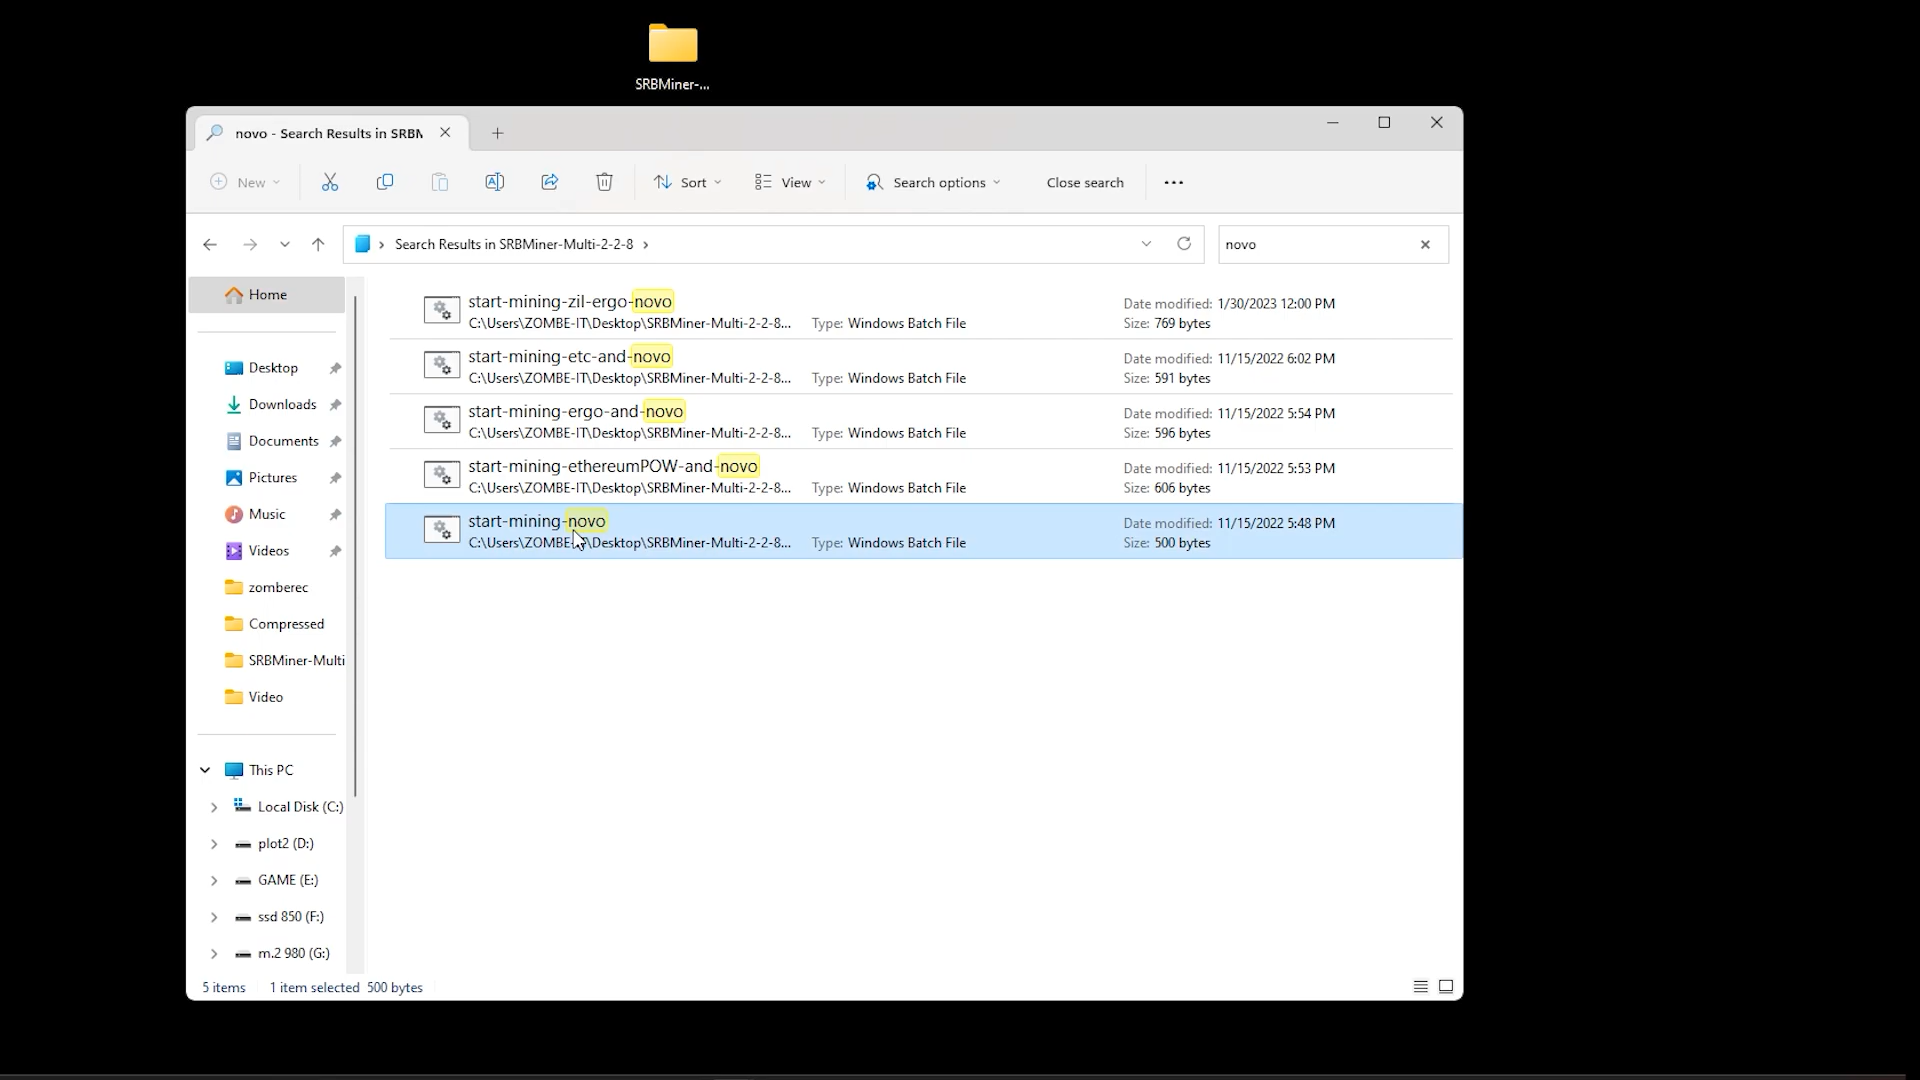 SRBMiner-...
novo - Search Results in SRBM
New
Sort
View
Search options
Close search
Search Results in SRBMiner-Multi-2-2-8
novo
Home
Desktop
Downloads
Documents
Pictures
Music
Videos
zomberec
Compressed
SRBMiner-Multi
Video
This PC
Local Disk (C:)
plot2 (D:)
GAME (E:)
ssd 850 (F:)
m.2 980 (G:)
start-mining-zil-ergo-novo
C:\Users\ZOMBE-IT\Desktop\SRBMiner-Multi-2-2-8... Type: Windows Batch File
Date modified: 1/30/2023 12:00 PM
Size: 769 bytes
start-mining-etc-and-novo
C:\Users\ZOMBE-IT\Desktop\SRBMiner-Multi-2-2-8... Type: Windows Batch File
Date modified: 11/15/2022 6:02 PM
Size: 591 bytes
start-mining-ergo-and-novo
C:\Users\ZOMBE-IT\Desktop\SRBMiner-Multi-2-2-8... Type: Windows Batch File
Date modified: 11/15/2022 5:54 PM
Size: 596 bytes
start-mining-ethereumPOW-and-novo
C:\Users\ZOMBE-IT\Desktop\SRBMiner-Multi-2-2-8... Type: Windows Batch File
Date modified: 11/15/2022 5:53 PM
Size: 606 bytes
start-mining-novo
C:\Users\ZOMBE-IT\Desktop\SRBMiner-Multi-2-2-8... Type: Windows Batch File
Date modified: 11/15/2022 5:48 PM
Size: 500 bytes
5 items 1 item selected 500 bytes